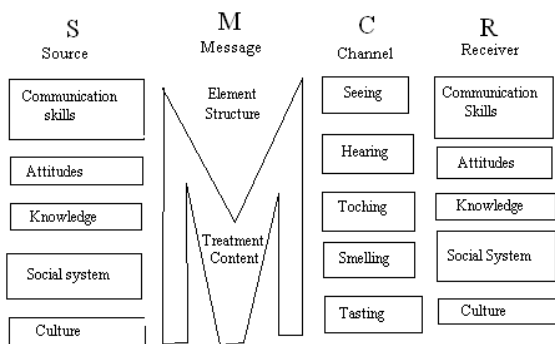 S
Source
Communication
skills
Attitudes
Knowledge
Social system
Culture
M
Message
Element
Structure
Treatment
Content
C
Channel
Seeing
Hearing
Toching
Smelling
Tasting
R
Receiver
Communication
Skills
Attitudes
Knowledge
Social System
Culture